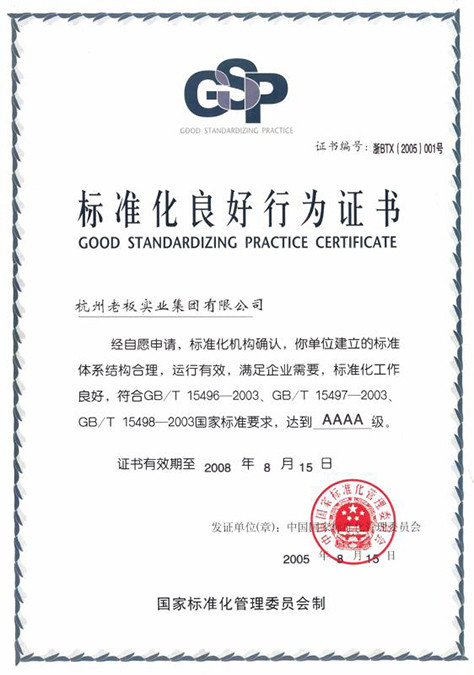 GSP
GOOD STANDARDIZING PRACTICE
证书编号：浙BTX（2005）001号
标准化良好行为证书
GOOD STANDARDIZING PRACTICE CERTIFICATE
杭州老板实业集团有限公司
经自愿申请，标准化机构确认，你单位建立的标准
体系结构合理，运行有效，满足企业需要，标准化工作
良好，符合GB/T 15496—2003、GB/T 15497—2003、
GB/T 15498—2003国家标准要求，达到 AAAA 级。
证书有效期至 2008 年 8 月 15 日
中国国家标准化管理委员会
发证单位(章)：中国国家标准化管理委员会
2005 年 8 月 15 日
国家标准化管理委员会制